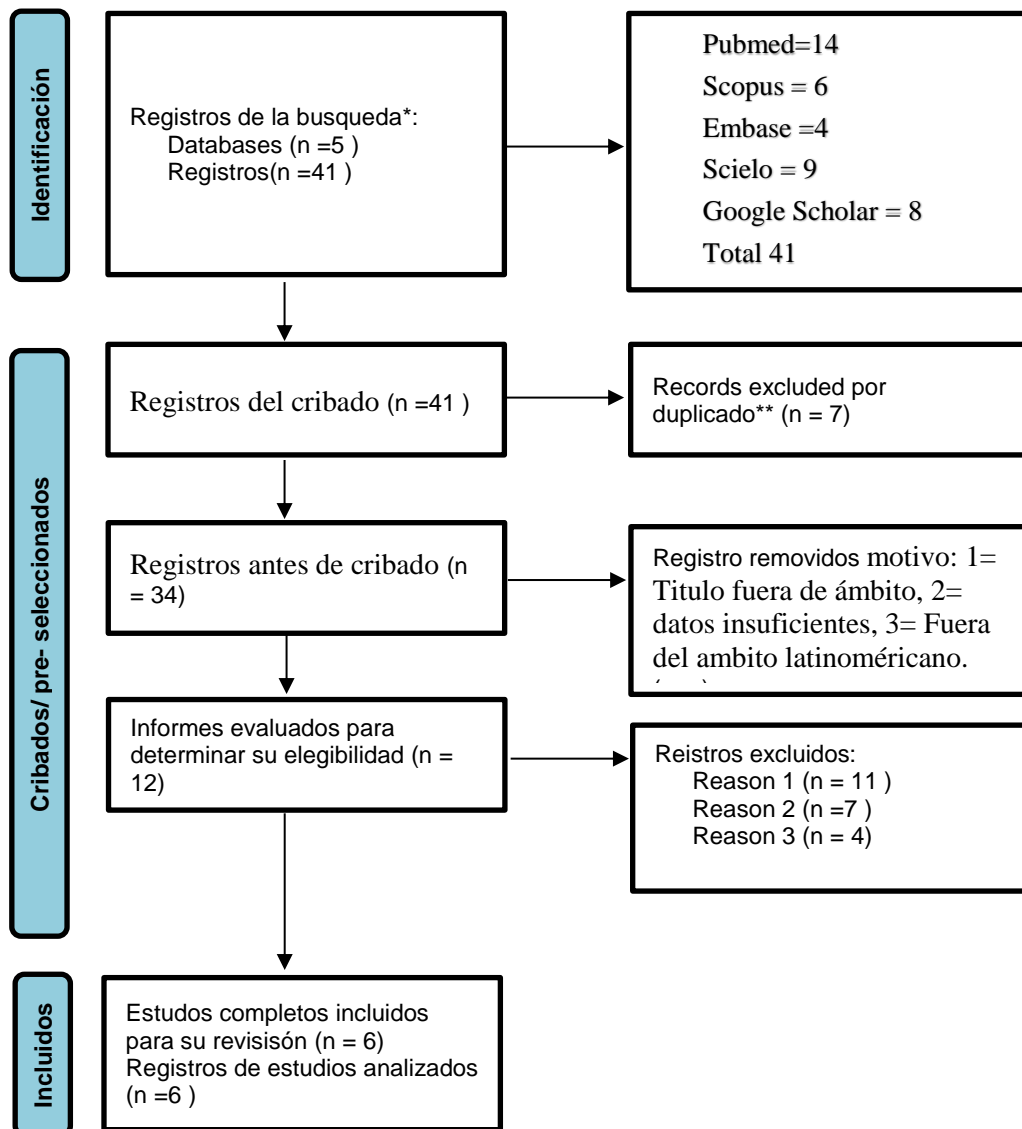 Identificación
Registros de la busqueda*:
Databases (n =5 )
Registros(n =41 )
Pubmed=14
Scopus = 6
Embase =4
Scielo = 9
Google Scholar = 8
Total 41
Cribados/ pre- seleccionados
Registros del cribado (n =41 )
Records excluded por
duplicado** (n = 7)
Registros antes de cribado (n
= 34)
Registro removidos motivo: 1=
Titulo fuera de ámbito, 2=
datos insuficientes, 3= Fuera
del ambito latinoméricano.
Informes evaluados para
determinar su elegibilidad (n =
12)
Reistros excluidos:
Reason 1 (n = 11 )
Reason 2 (n =7 )
Reason 3 (n = 4)
Incluidos
Estudos completos incluidos
para su revisisón (n = 6)
Registros de estudios analizados
(n =6 )